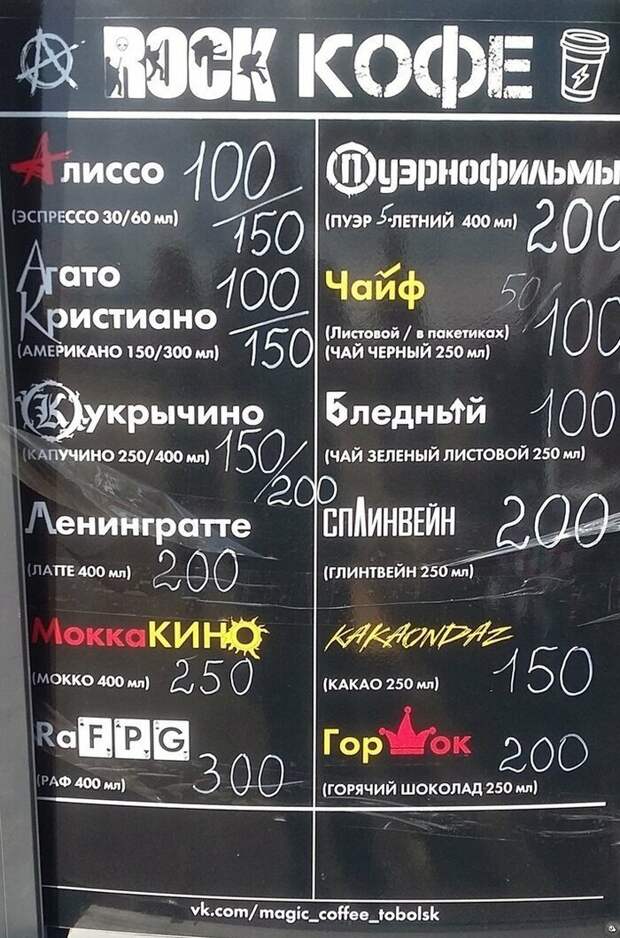 ROCK КОФЕ
Алиссо 100/150
(ЭСПРЕССО 30/60 мл)
Агато
Кристиано 100/150
(АМЕРИКАНО 150/300 мл)
Кукрычино
(КАПУЧИНО 250/400 мл) 150/200
Ленингратте
(ЛАТТЕ 400 мл) 200
МоккаКИНО
(МОККО 400 мл) 250
RaFPG
(РАФ 400 мл) 300
Пуэрнофильмы
(ПУЭР 5-ЛЕТНИЙ 400 мл) 200
Чайф 50/100
(Листовой / в пакетиках)
(ЧАЙ ЧЕРНЫЙ 250 мл)
Бледный 100
(ЧАЙ ЗЕЛЕНЫЙ ЛИСТОВОЙ 250 мл)
СПЛИНВЕЙН 200
(ГЛИНТВЕЙН 250 мл)
KAKAONDAZ
(КАКАО 250 мл) 150
ГорШок 200
(ГОРЯЧИЙ ШОКОЛАД 250 мл)
vk.com/magic_coffee_tobolsk